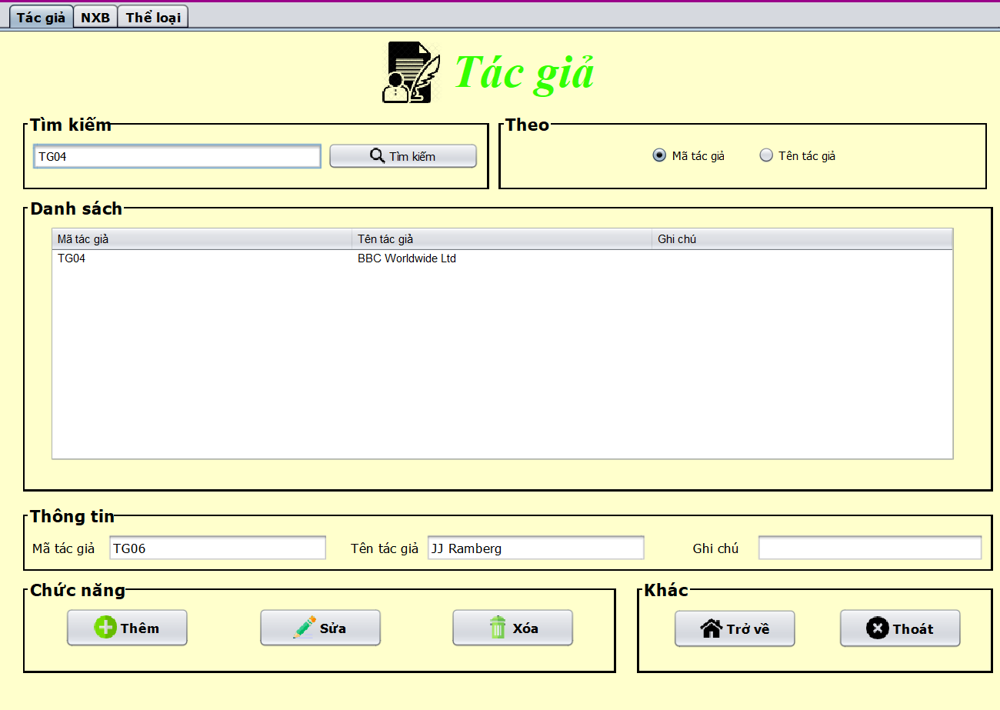 Tác giả NXB Thể loại
Tác giả
Tìm kiếm
TG04 Tìm kiếm
Theo
Mã tác giả Tên tác giả
Danh sách
Mã tác giả Tên tác giả Ghi chú
TG04 BBC Worldwide Ltd
Thông tin
Mã tác giả TG06 Tên tác giả JJ Ramberg Ghi chú
Chức năng
Thêm Sửa Xóa
Khác
Trở về Thoát